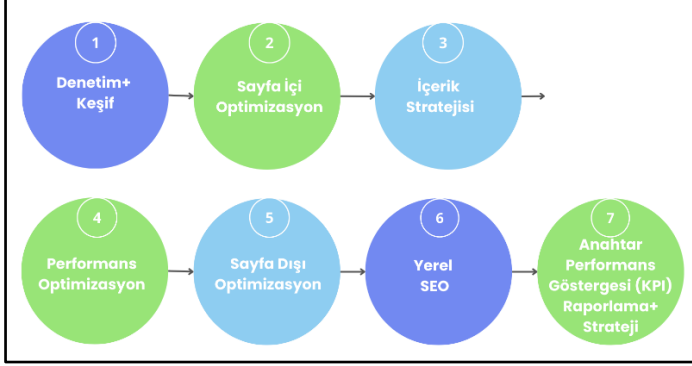 1
Denetim+
Keşif
2
Sayfa İçi
Optimizasyon
3
İçerik
Stratejisi
4
Performans
Optimizasyon
5
Sayfa Dışı
Optimizasyon
6
Yerel
SEO
7
Anahtar
Performans
Göstergesi (KPI)
Raporlama+
Strateji